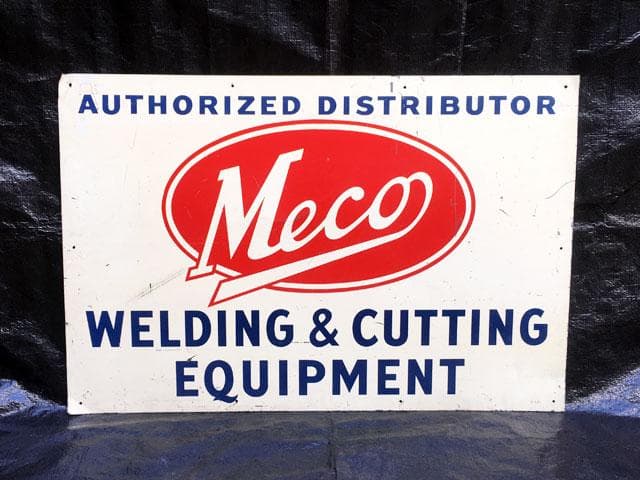 AUTHORIZED DISTRIBUTOR
Meco
WELDING & CUTTING
EQUIPMENT